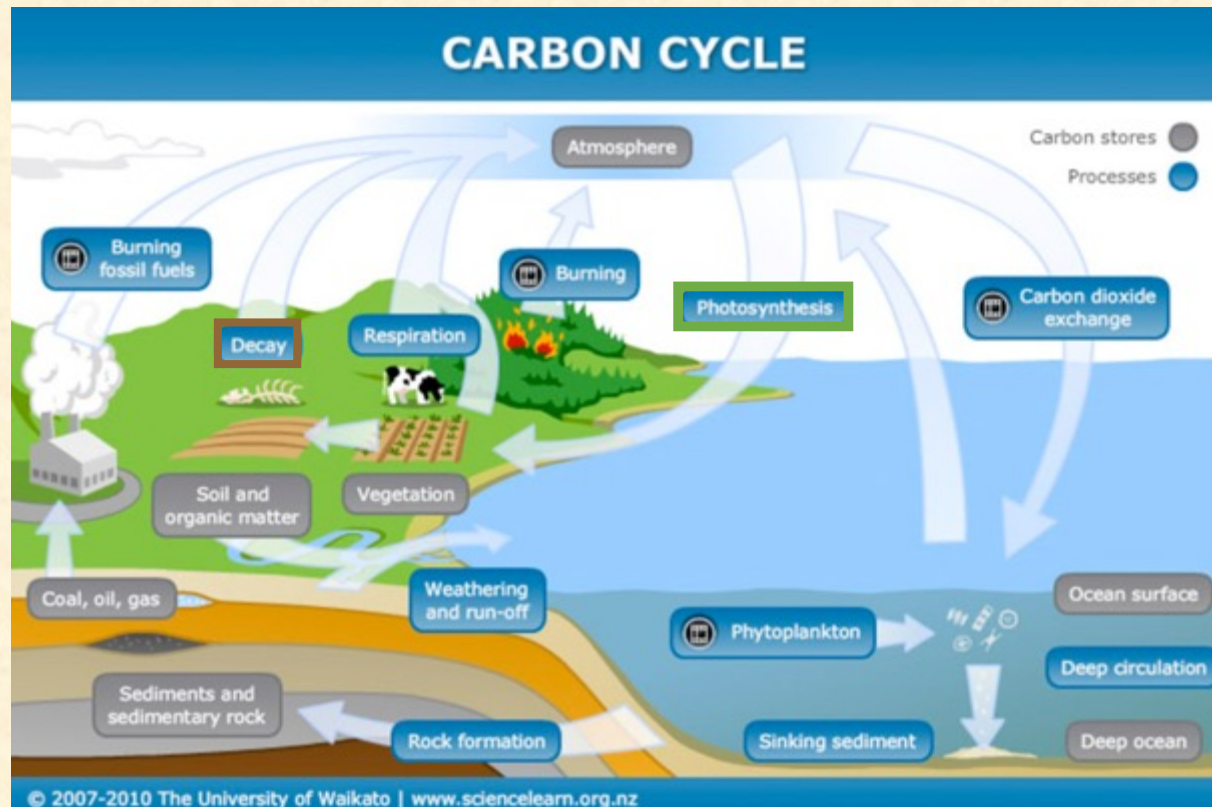 CARBON CYCLE
Atmosphere
Carbon stores
Processes
Burning
fossil fuels
Burning
Photosynthesis
Carbon dioxide
exchange
Decay
Respiration
Soil and
organic matter
Vegetation
Coal, oil, gas
Weathering
and run-off
Ocean surface
Phytoplankton
Deep circulation
Sediments and
sedimentary rock
Rock formation
Sinking sediment
Deep ocean
© 2007-2010 The University of Waikato | www.sciencelearn.org.nz